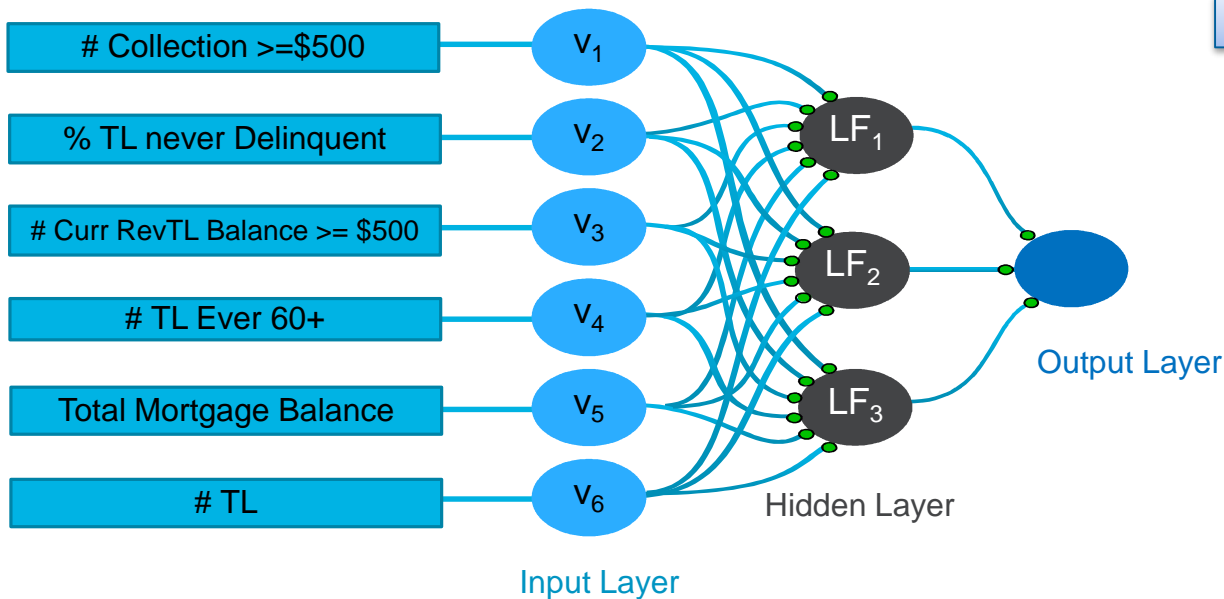 # Collection >=$500
v1
% TL never Delinquent
v2
# Curr RevTL Balance >= $500
v3
# TL Ever 60+
v4
Total Mortgage Balance
v5
# TL
v6
Input Layer
LF1
LF2
LF3
Hidden Layer
Output Layer